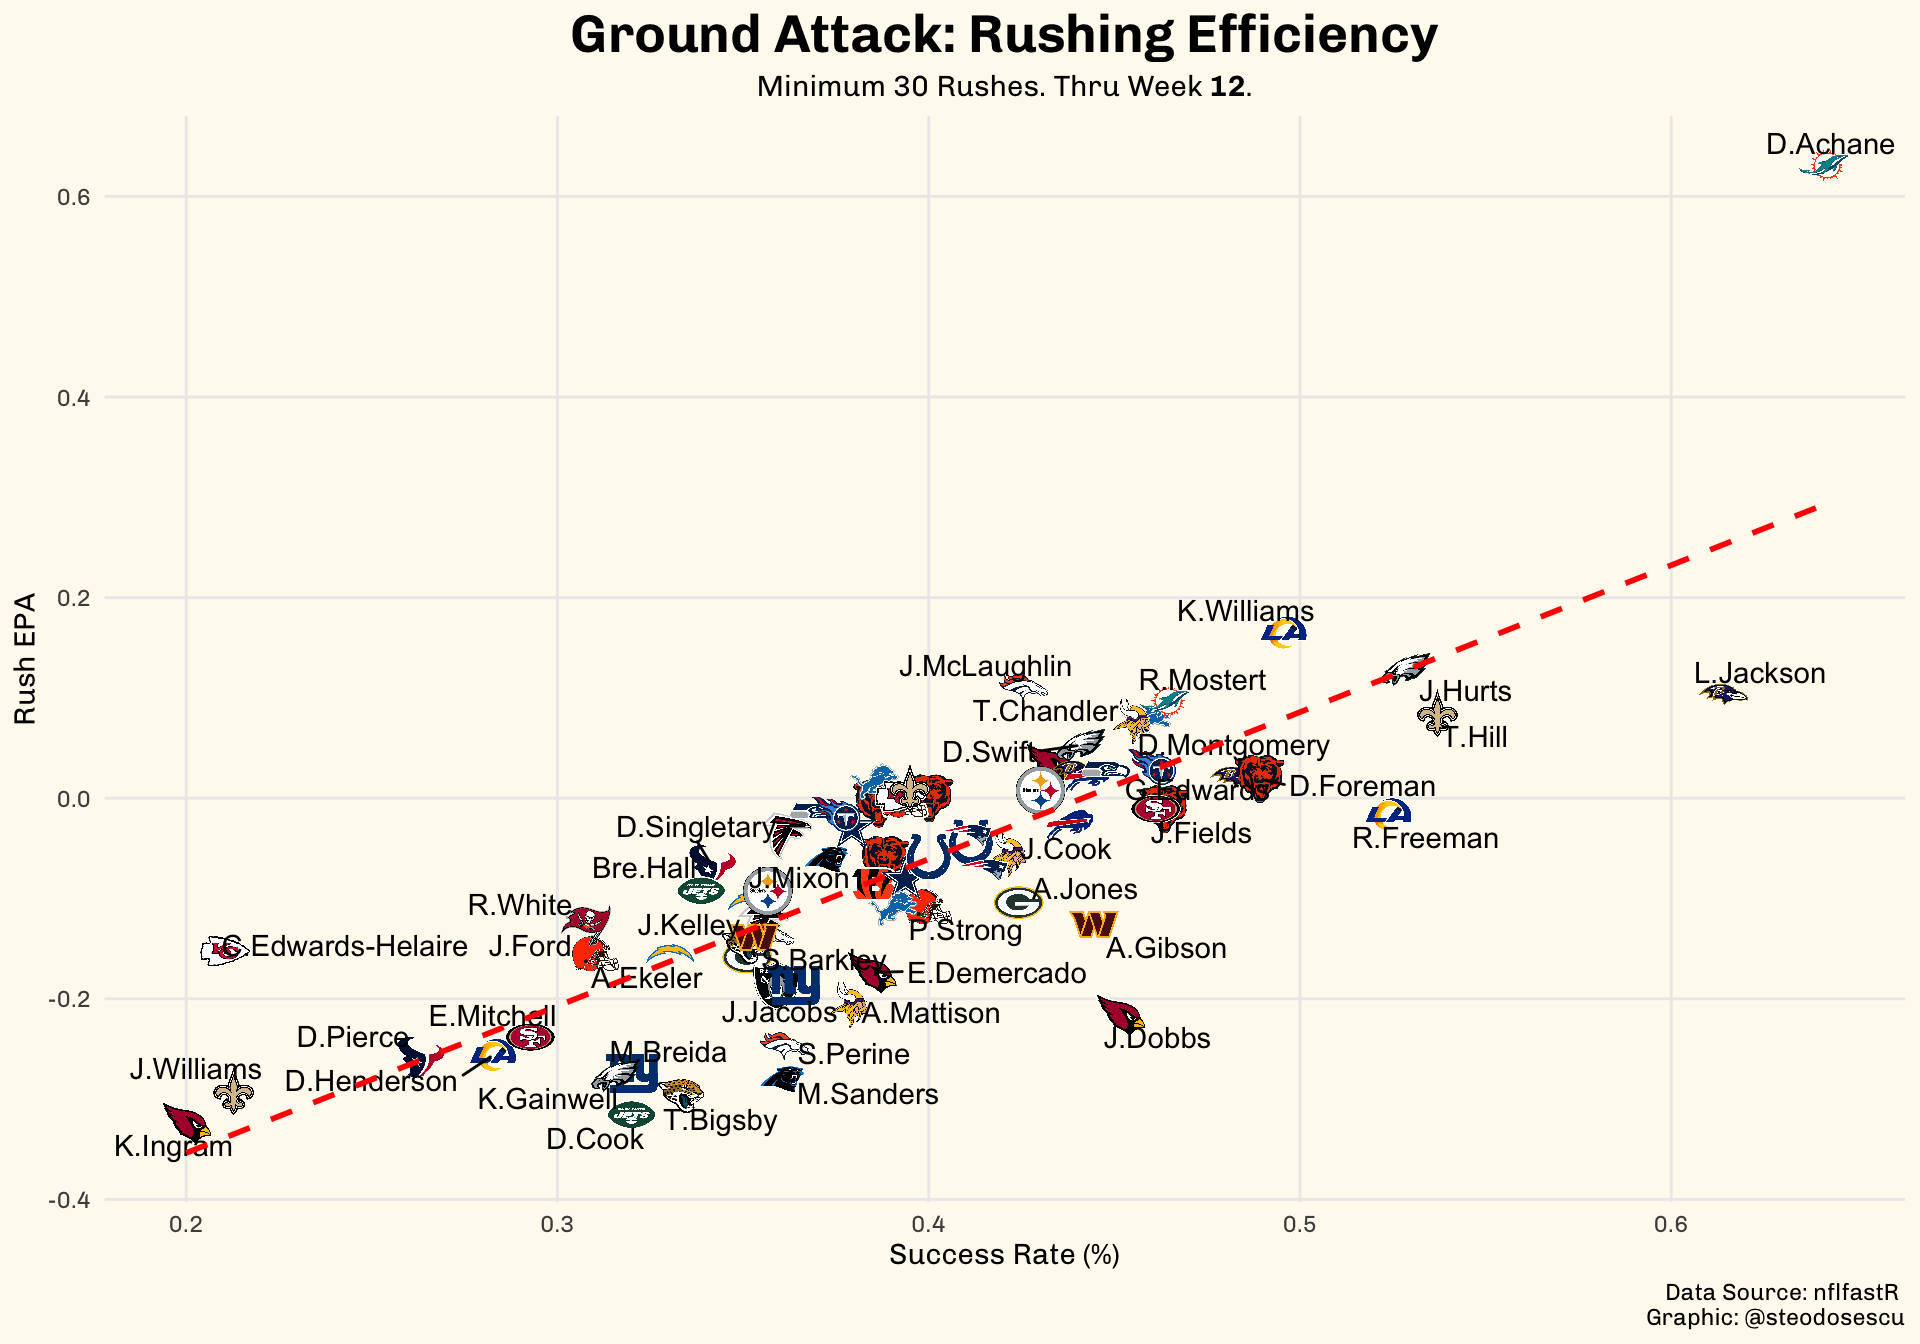 Ground Attack: Rushing Efficiency
Minimum 30 Rushes. Thru Week 12.
D.Achane
0.6
0.4
Rush EPA
0.2
K.Williams
J.McLaughlin
R.Mostert
L.Jackson
J.Hurts
T.Chandler
T.Hill
D.Swift
D.Montgomery
0.0
G.Edwards
D.Foreman
D.Singletary
J.Fields
R.Freeman
J.Cook
Bre.Hall
J.Mixon
A.Jones
R.White
J.Kelley
P.Strong
C.Edwards-Helaire
J.Ford
A.Gibson
S.Barkley
A.Ekeler
E.Demercado
-0.2
J.Jacobs
A.Mattison
E.Mitchell
D.Pierce
J.Dobbs
M.Breida
S.Perine
J.Williams
D.Henderson
M.Sanders
K.Gainwell
T.Bigsby
D.Cook
K.Ingram
-0.4
0.2
0.3
0.4
0.5
0.6
Success Rate (%)
Data Source: nflfastR
Graphic: @steodosescu